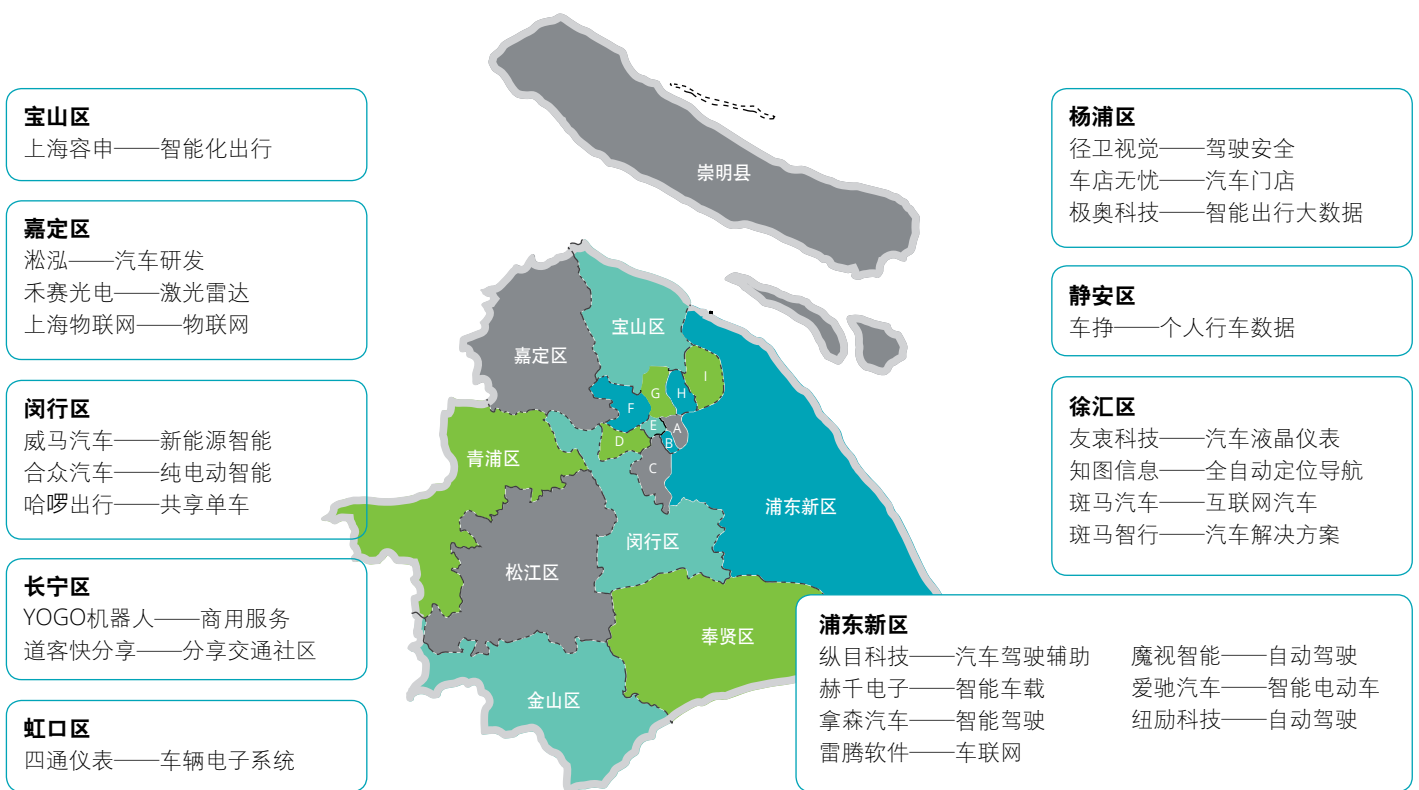 宝山区
上海容申——智能化出行
嘉定区
淞泓——汽车研发
禾赛光电——激光雷达
上海物联网——物联网
闵行区
威马汽车——新能源智能
合众汽车——纯电动智能
哈啰出行——共享单车
长宁区
YOGO机器人——商用服务
道客快分享——分享交通社区
虹口区
四通仪表——车辆电子系统
崇明县
宝山区
嘉定区
I
G
H
F
A
E
B
D
C
青浦区
浦东新区
闵行区
松江区
奉贤区
金山区
杨浦区
径卫视觉——驾驶安全
车店无忧——汽车门店
极奥科技——智能出行大数据
静安区
车挣——个人行车数据
徐汇区
友衷科技——汽车液晶仪表
知图信息——全自动定位导航
斑马汽车——互联网汽车
斑马智行——汽车解决方案
浦东新区
纵目科技——汽车驾驶辅助
赫千电子——智能车载
拿森汽车——智能驾驶
雷腾软件——车联网
魔视智能——自动驾驶
爱驰汽车——智能电动车
纽励科技——自动驾驶